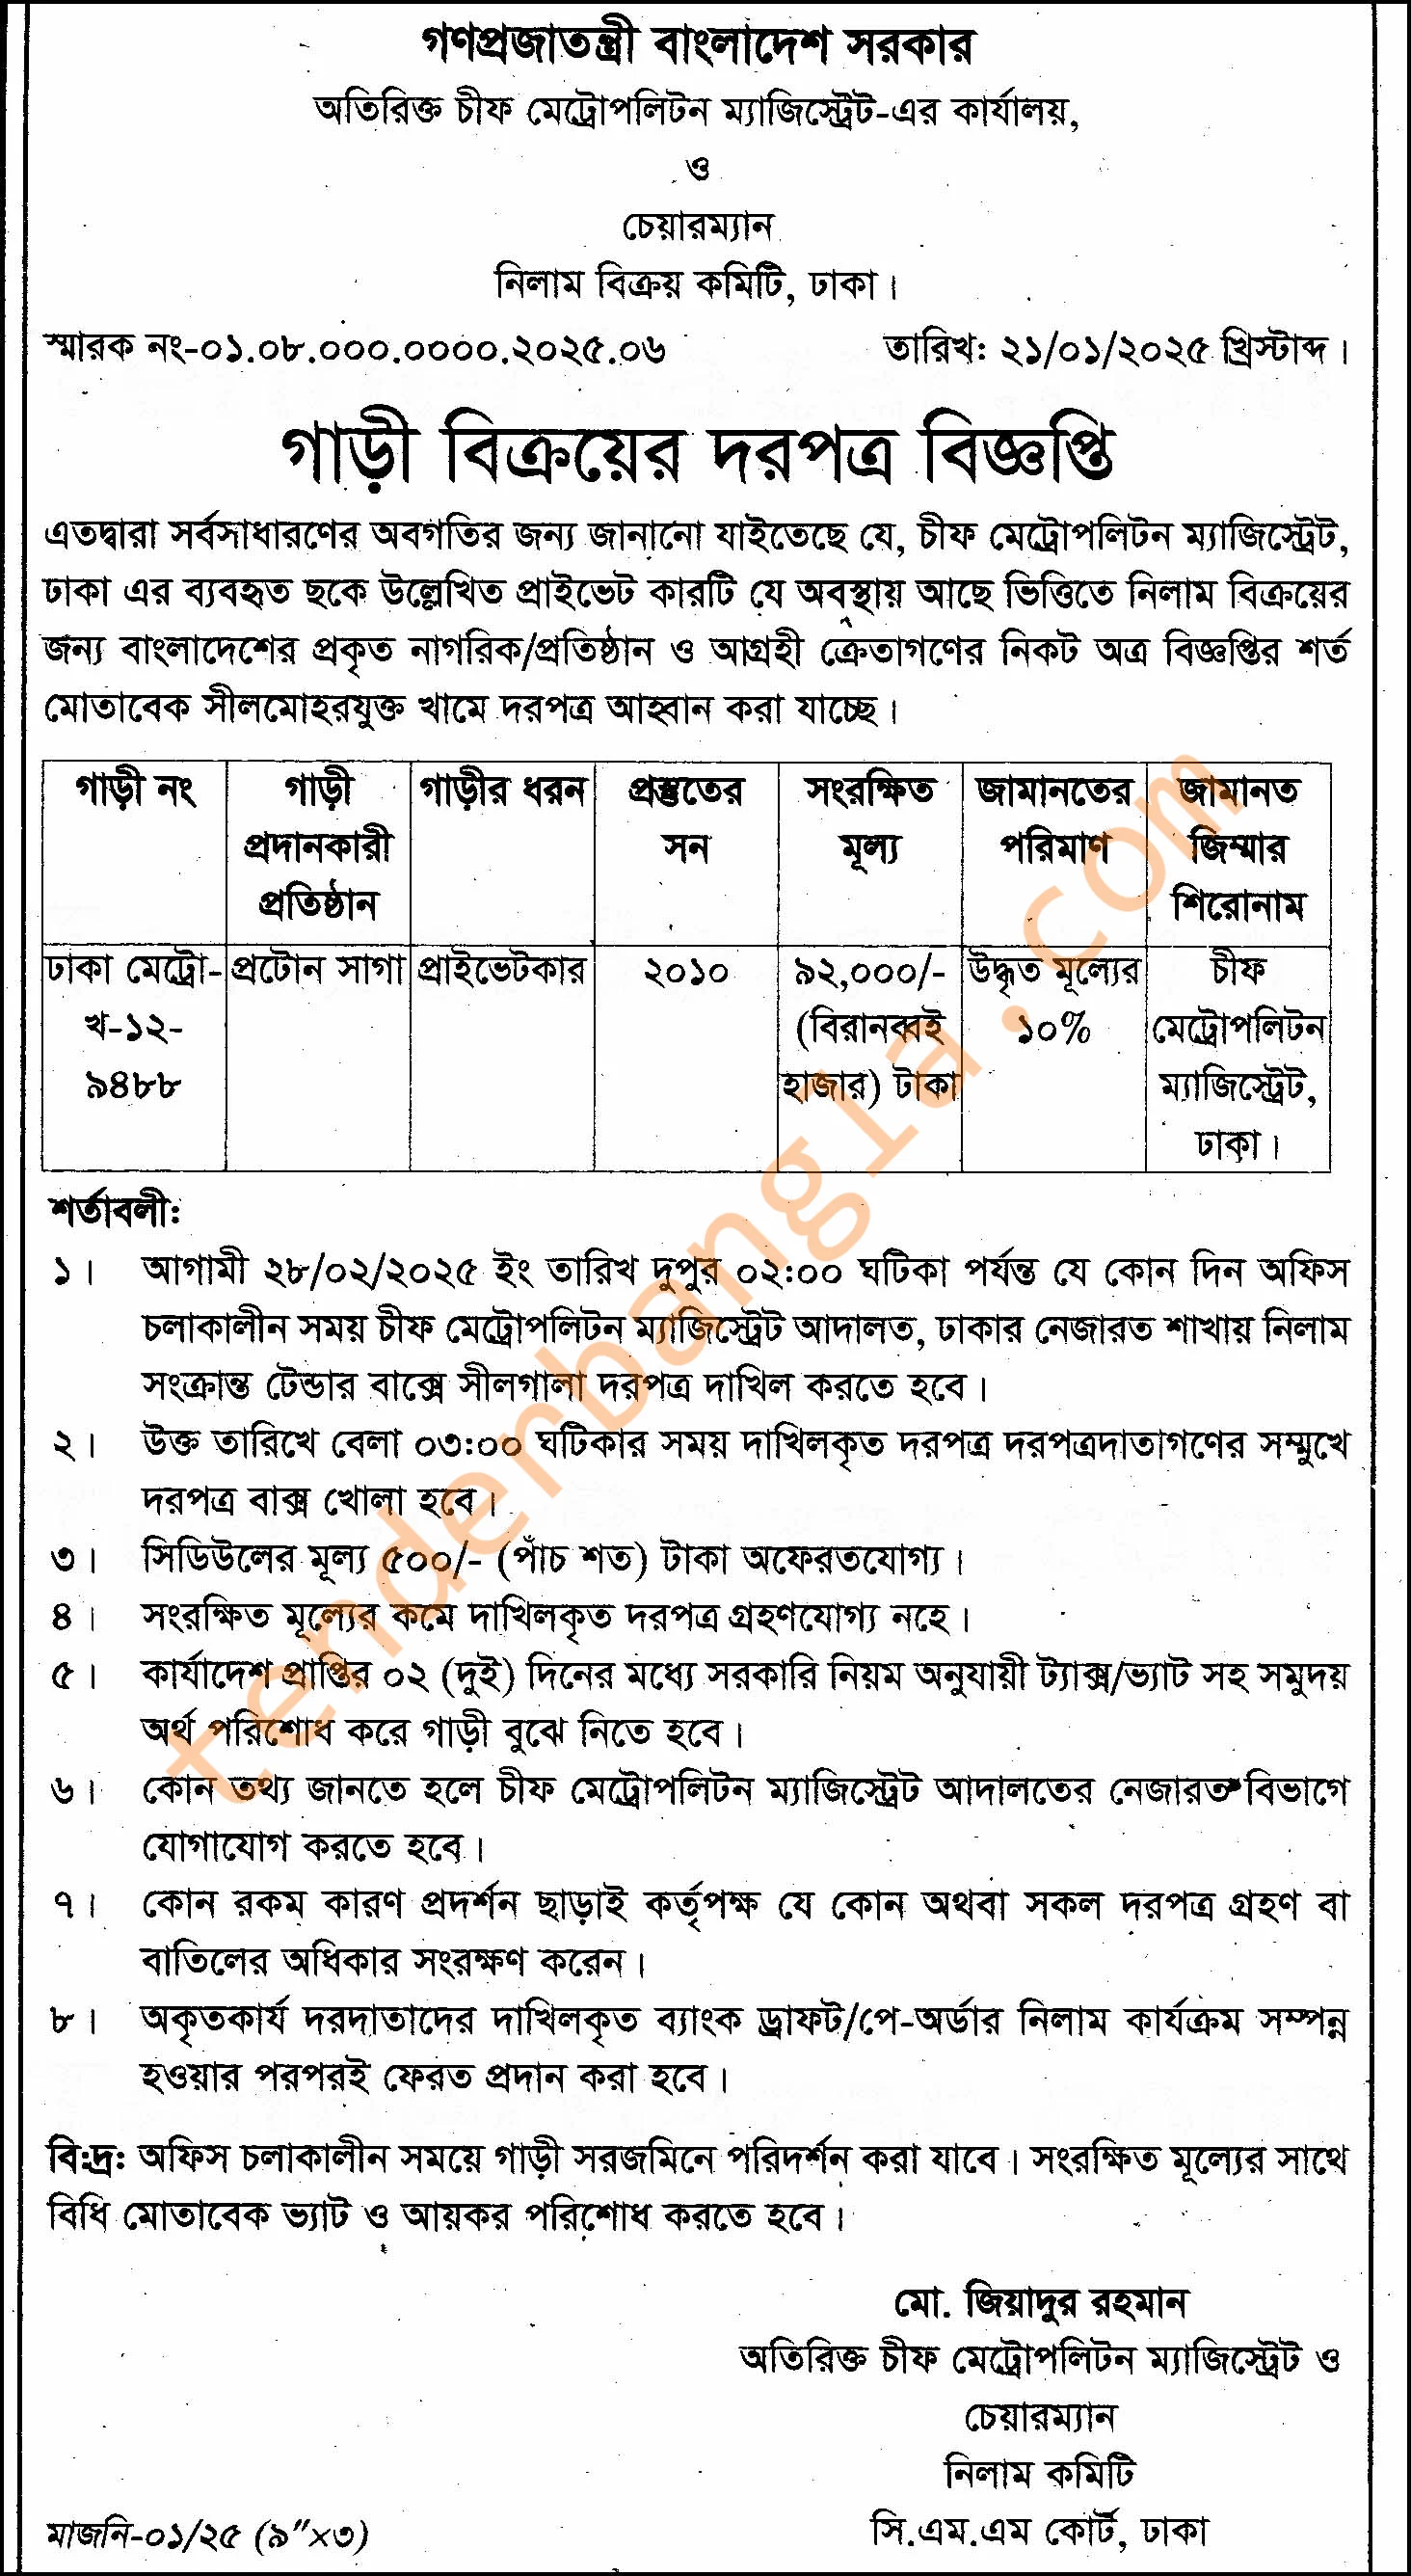 গণপ্রজাতন্ত্রী বাংলাদেশ সরকার
অতিরিক্ত চীফ মেট্রোপলিটন ম্যাজিস্ট্রেট-এর কার্যালয়,
ও
চেয়ারম্যান
নিলাম বিক্রয় কমিটি, ঢাকা।
স্মারক নং-০১.০৮.০০০.০০০০.২০২৫.০৬ তারিখ: ২১/০১/২০২৫ খ্রিস্টাব্দ।
গাড়ী বিক্রয়ের দরপত্র বিজ্ঞপ্তি
এতদ্বারা সর্বসাধারণের অবগতির জন্য জানানো যাইতেছে যে, চীফ মেট্রোপলিটন ম্যাজিস্ট্রেট,
ঢাকা এর ব্যবহৃত ছকে উল্লেখিত প্রাইভেট কারটি যে অবস্থায় আছে ভিত্তিতে নিলাম বিক্রয়ের
জন্য বাংলাদেশের প্রকৃত নাগরিক/প্রতিষ্ঠান ও আগ্রহী ক্রেতাগণের নিকট অত্র বিজ্ঞপ্তির শর্ত
মোতাবেক সীলমোহরযুক্ত খামে দরপত্র আহ্বান করা যাচ্ছে।
গাড়ী নং গাড়ী গাড়ীর ধরন প্রস্তুতের সংরক্ষিত জামানতের জামানত
প্রদানকারী সন মূল্য পরিমাণ জিম্মার
প্রতিষ্ঠান শিরোনাম
ঢাকা মেট্রো- প্রটোন সাগা প্রাইভেটকার ২০১০ ৯২,০০০/- উদ্ধৃত মূল্যের চীফ
খ-১২- (বিরানব্বই ১০% মেট্রোপলিটন
৯৪৮৮ হাজার) টাকা ম্যাজিস্ট্রেট,
ঢাকা।
শর্তাবলী:
১। আগামী ২৮/০২/২০২৫ ইং তারিখ দুপুর ০২:০০ ঘটিকা পর্যন্ত যে কোন দিন অফিস
চলাকালীন সময় চীফ মেট্রোপলিটন ম্যাজিস্ট্রেট আদালত, ঢাকার নেজারত শাখায় নিলাম
সংক্রান্ত টেন্ডার বাক্সে সীলগালা দরপত্র দাখিল করতে হবে।
২। উক্ত তারিখে বেলা ০৩:০০ ঘটিকার সময় দাখিলকৃত দরপত্র দরপত্রদাতাগণের সম্মুখে
দরপত্র বাক্স খোলা হবে।
৩। সিডিউলের মূল্য ৫০০/- (পাঁচ শত) টাকা অফেরতযোগ্য।
৪। সংরক্ষিত মূল্যের কমে দাখিলকৃত দরপত্র গ্রহণযোগ্য নহে।
৫। কার্যাদেশ প্রাপ্তির ০২ (দুই) দিনের মধ্যে সরকারি নিয়ম অনুযায়ী ট্যাক্স/ভ্যাট সহ সমুদয়
অর্থ পরিশোধ করে গাড়ী বুঝে নিতে হবে।
৬। কোন তথ্য জানতে হলে চীফ মেট্রোপলিটন ম্যাজিস্ট্রেট আদালতের নেজারত বিভাগে
যোগাযোগ করতে হবে।
৭। কোন রকম কারণ প্রদর্শন ছাড়াই কর্তৃপক্ষ যে কোন অথবা সকল দরপত্র গ্রহণ বা
বাতিলের অধিকার সংরক্ষণ করেন।
৮। অকৃতকার্য দরদাতাদের দাখিলকৃত ব্যাংক ড্রাফট/পে-অর্ডার নিলাম কার্যক্রম সম্পন্ন
হওয়ার পরপরই ফেরত প্রদান করা হবে।
বি:দ্র: অফিস চলাকালীন সময়ে গাড়ী সরজমিনে পরিদর্শন করা যাবে। সংরক্ষিত মূল্যের সাথে
বিধি মোতাবেক ভ্যাট ও আয়কর পরিশোধ করতে হবে।
মো. জিয়াদুর রহমান
অতিরিক্ত চীফ মেট্রোপলিটন ম্যাজিস্ট্রেট ও
চেয়ারম্যান
নিলাম কমিটি
সি.এম.এম কোর্ট, ঢাকা
মাজনি-০১/২৫ (৯"×৩)
tenderbangla.com